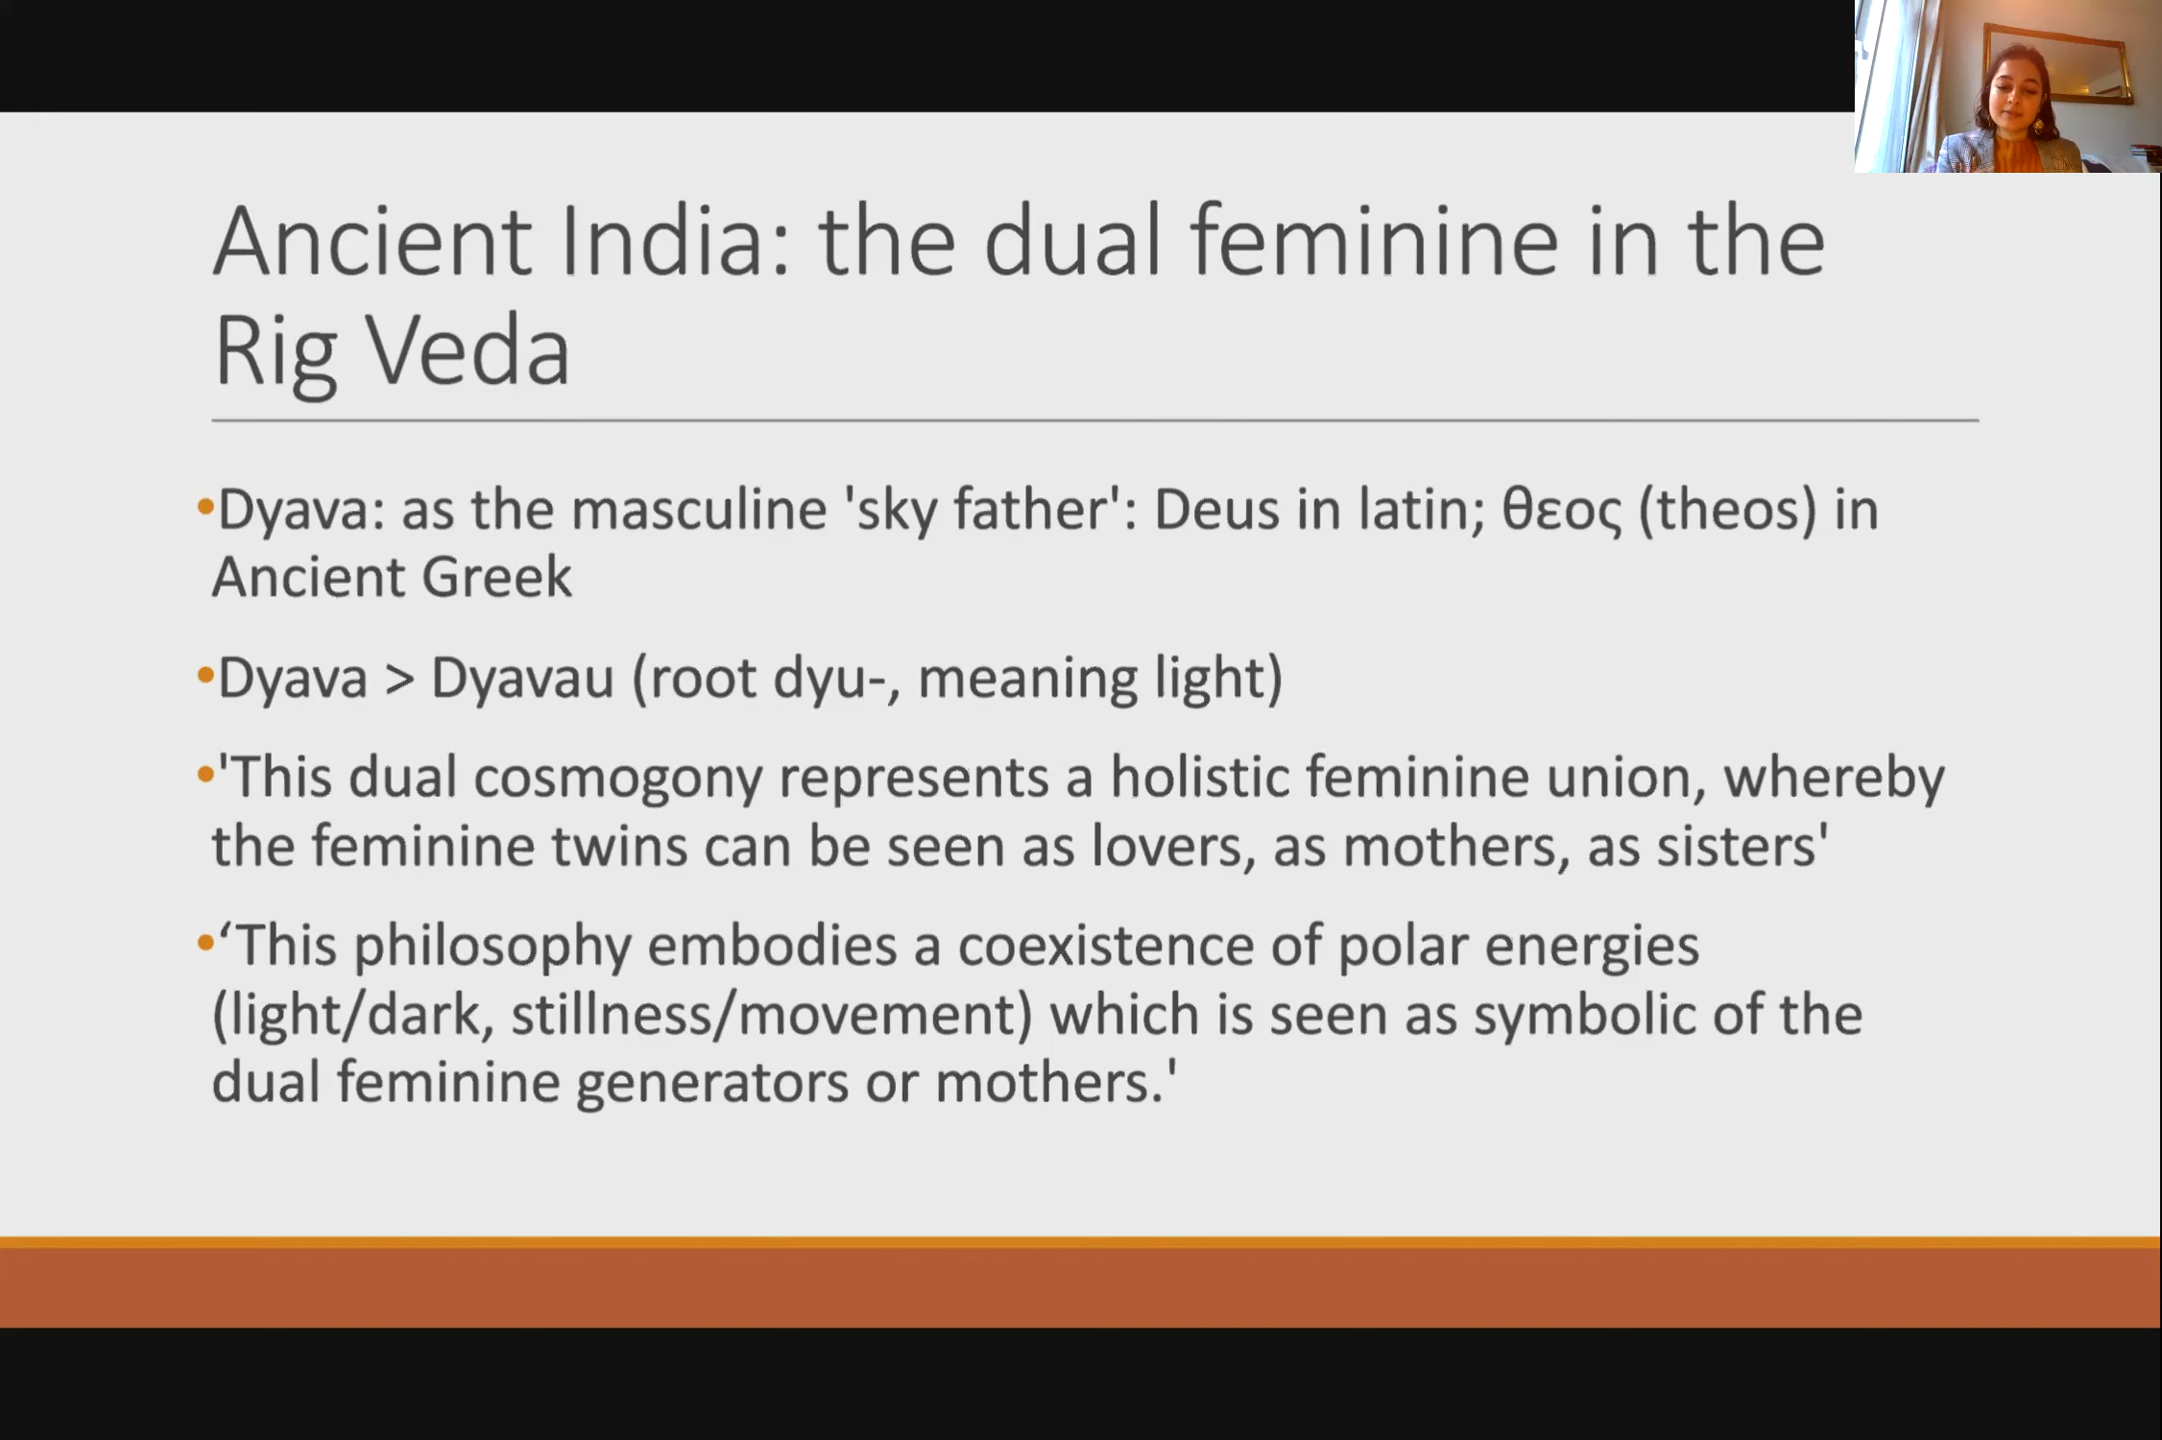 Ancient India: the dual feminine in the
Rig Veda
•Dyava: as the masculine 'sky father': Deus in latin; θεος (theos) in
Ancient Greek
•Dyava > Dyavau (root dyu-, meaning light)
•'This dual cosmogony represents a holistic feminine union, whereby
the feminine twins can be seen as lovers, as mothers, as sisters'
•‘This philosophy embodies a coexistence of polar energies
(light/dark, stillness/movement) which is seen as symbolic of the
dual feminine generators or mothers.'